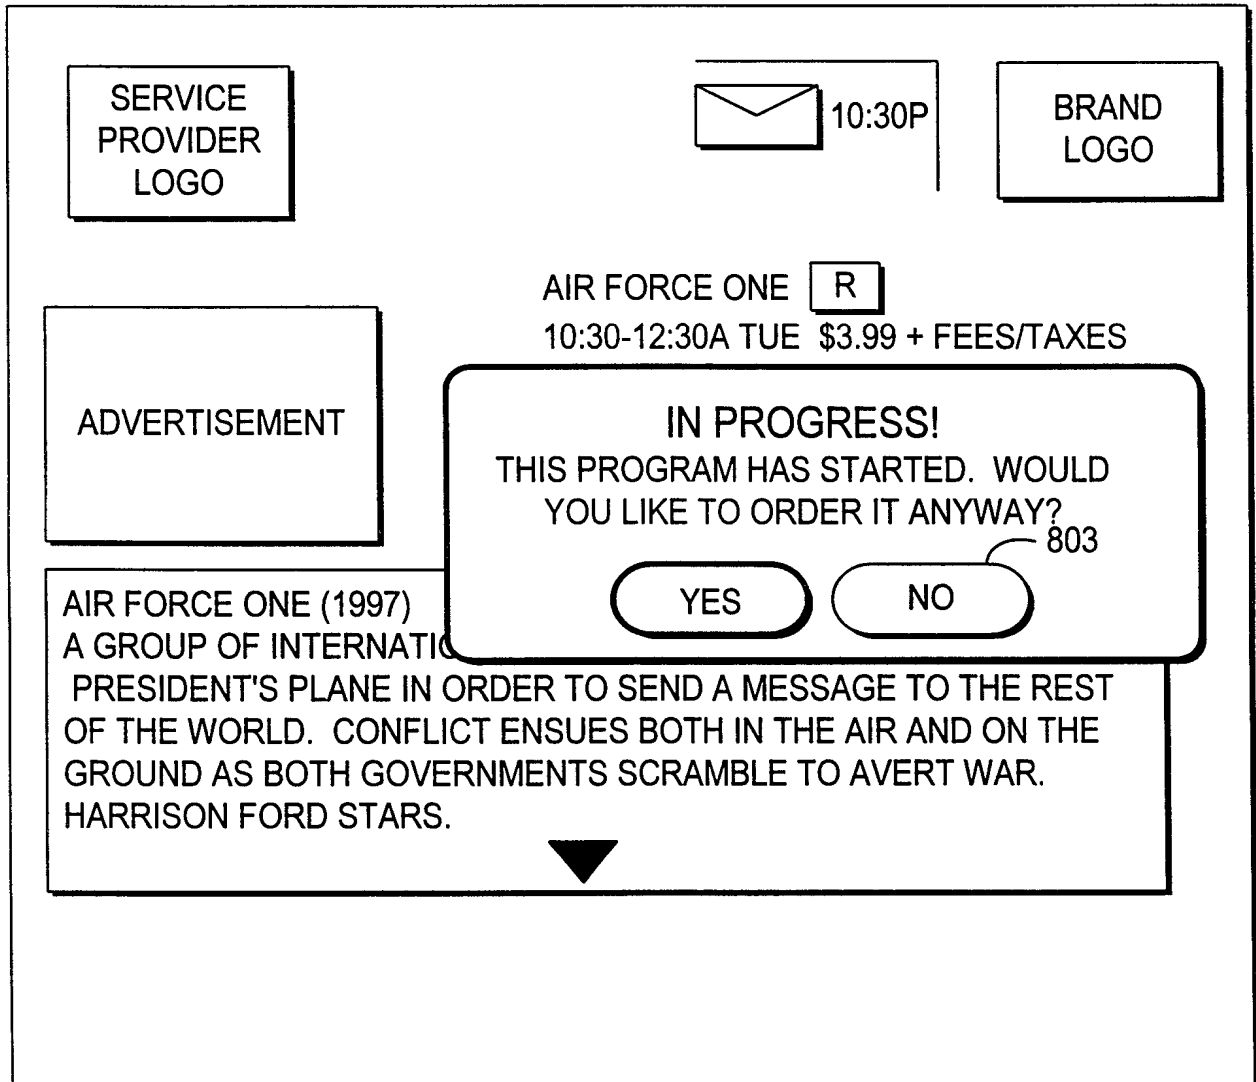 SERVICE
PROVIDER
LOGO
10:30P
BRAND
LOGO
AIR FORCE ONE R
10:30-12:30A TUE $3.99 + FEES/TAXES
ADVERTISEMENT
IN PROGRESS!
THIS PROGRAM HAS STARTED. WOULD
YOU LIKE TO ORDER IT ANYWAY?
803
YES
NO
AIR FORCE ONE (1997)
A GROUP OF INTERNATIC
PRESIDENT'S PLANE IN ORDER TO SEND A MESSAGE TO THE REST
OF THE WORLD. CONFLICT ENSUES BOTH IN THE AIR AND ON THE
GROUND AS BOTH GOVERNMENTS SCRAMBLE TO AVERT WAR.
HARRISON FORD STARS.